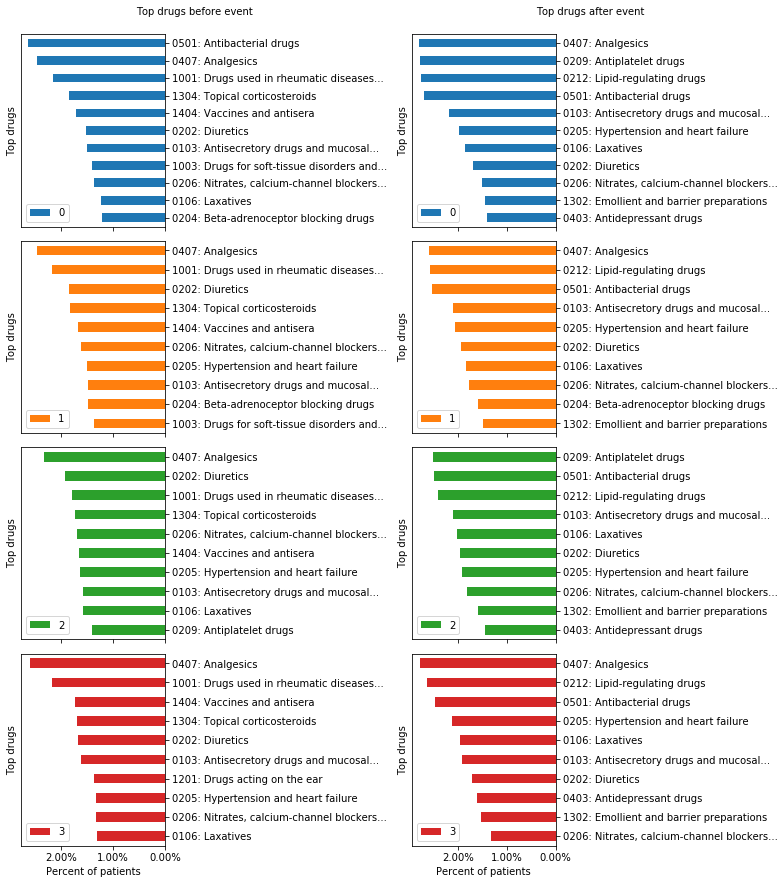 Top drugs before event
Top drugs
0501: Antibacterial drugs
0407: Analgesics
1001: Drugs used in rheumatic diseases...
1304: Topical corticosteroids
1404: Vaccines and antisera
0202: Diuretics
0103: Antisecretory drugs and mucosal...
1003: Drugs for soft-tissue disorders and...
0206: Nitrates, calcium-channel blockers...
0106: Laxatives
0204: Beta-adrenoceptor blocking drugs
0
Top drugs
0407: Analgesics
1001: Drugs used in rheumatic diseases...
0202: Diuretics
1304: Topical corticosteroids
1404: Vaccines and antisera
0206: Nitrates, calcium-channel blockers...
0205: Hypertension and heart failure
0103: Antisecretory drugs and mucosal...
0204: Beta-adrenoceptor blocking drugs
1003: Drugs for soft-tissue disorders and...
1
Top drugs
0407: Analgesics
0202: Diuretics
1001: Drugs used in rheumatic diseases...
1304: Topical corticosteroids
0206: Nitrates, calcium-channel blockers...
1404: Vaccines and antisera
0205: Hypertension and heart failure
0103: Antisecretory drugs and mucosal...
0106: Laxatives
0209: Antiplatelet drugs
2
Top drugs
0407: Analgesics
1001: Drugs used in rheumatic diseases...
1404: Vaccines and antisera
1304: Topical corticosteroids
0202: Diuretics
0103: Antisecretory drugs and mucosal...
1201: Drugs acting on the ear
0205: Hypertension and heart failure
0206: Nitrates, calcium-channel blockers...
0106: Laxatives
3
2.00% 1.00% 0.00%
Percent of patients
Top drugs after event
Top drugs
0407: Analgesics
0209: Antiplatelet drugs
0212: Lipid-regulating drugs
0501: Antibacterial drugs
0103: Antisecretory drugs and mucosal...
0205: Hypertension and heart failure
0106: Laxatives
0202: Diuretics
0206: Nitrates, calcium-channel blockers...
1302: Emollient and barrier preparations
0403: Antidepressant drugs
0
Top drugs
0407: Analgesics
0212: Lipid-regulating drugs
0501: Antibacterial drugs
0103: Antisecretory drugs and mucosal...
0205: Hypertension and heart failure
0202: Diuretics
0106: Laxatives
0206: Nitrates, calcium-channel blockers...
0204: Beta-adrenoceptor blocking drugs
1302: Emollient and barrier preparations
1
Top drugs
0209: Antiplatelet drugs
0501: Antibacterial drugs
0212: Lipid-regulating drugs
0103: Antisecretory drugs and mucosal...
0106: Laxatives
0202: Diuretics
0205: Hypertension and heart failure
0206: Nitrates, calcium-channel blockers...
1302: Emollient and barrier preparations
0403: Antidepressant drugs
2
Top drugs
0407: Analgesics
0212: Lipid-regulating drugs
0501: Antibacterial drugs
0205: Hypertension and heart failure
0106: Laxatives
0103: Antisecretory drugs and mucosal...
0202: Diuretics
0403: Antidepressant drugs
1302: Emollient and barrier preparations
0206: Nitrates, calcium-channel blockers...
3
2.00% 1.00% 0.00%
Percent of patients